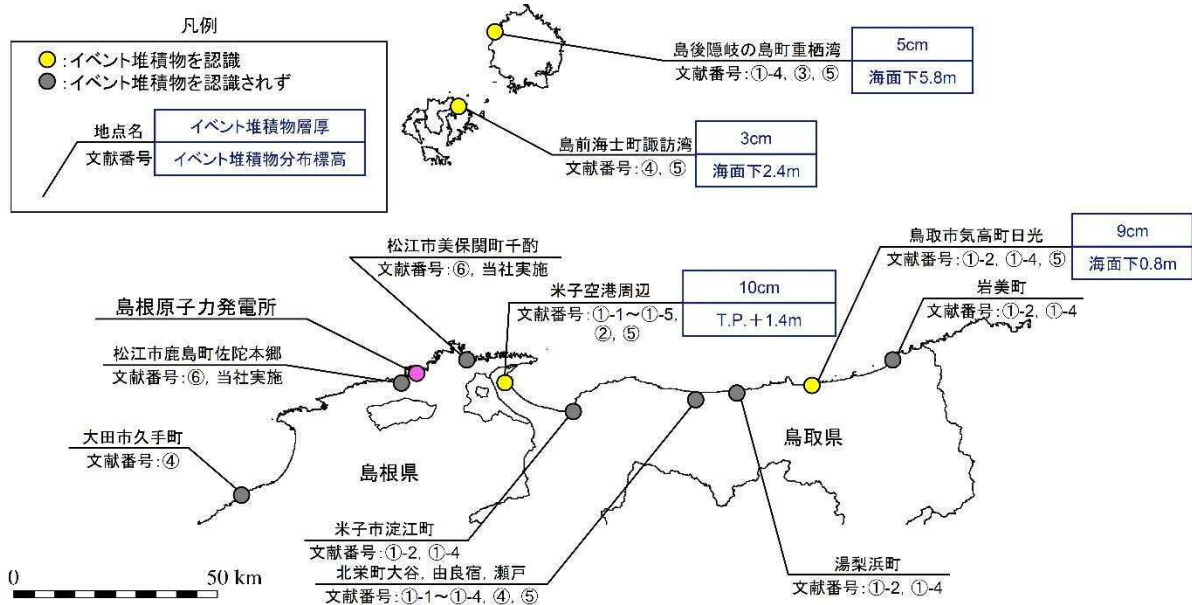 凡例
：イベント堆積物を認識
：イベント堆積物を認識されず
地点名
文献番号
イベント堆積物層厚
イベント堆積物分布標高
島後隠岐の島町重栖湾
文献番号：①-4, ③, ⑤
5cm
海面下5.8m
島前海士町諏訪湾
文献番号：④, ⑤
3cm
海面下2.4m
松江市美保関町千酌
文献番号：⑥, 当社実施
鳥取市気高町日光
文献番号：①-2, ①-4, ⑤
9cm
海面下0.8m
米子空港周辺
文献番号：①-1～①-5,
②, ⑤
10cm
T.P.＋1.4m
岩美町
文献番号：①-2, ①-4
島根原子力発電所
松江市鹿島町佐陀本郷
文献番号：⑥, 当社実施
大田市久手町
文献番号：④
島根県
鳥取県
米子市淀江町
文献番号：①-2, ①-4
北栄町大谷, 由良宿, 瀬戸
文献番号：①-1～①-4, ④, ⑤
湯梨浜町
文献番号：①-2, ①-4
0 50 km